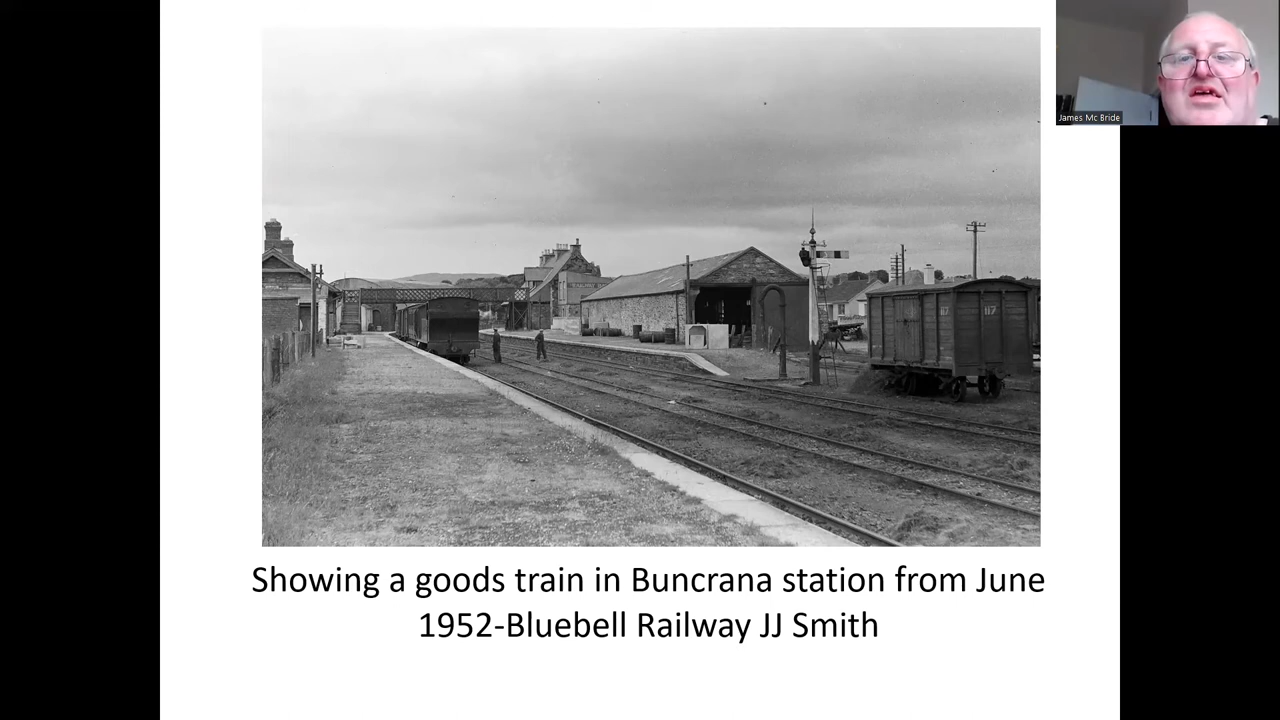 James Mc Bride
117
117
Showing a goods train in Buncrana station from June
1952-Bluebell Railway JJ Smith